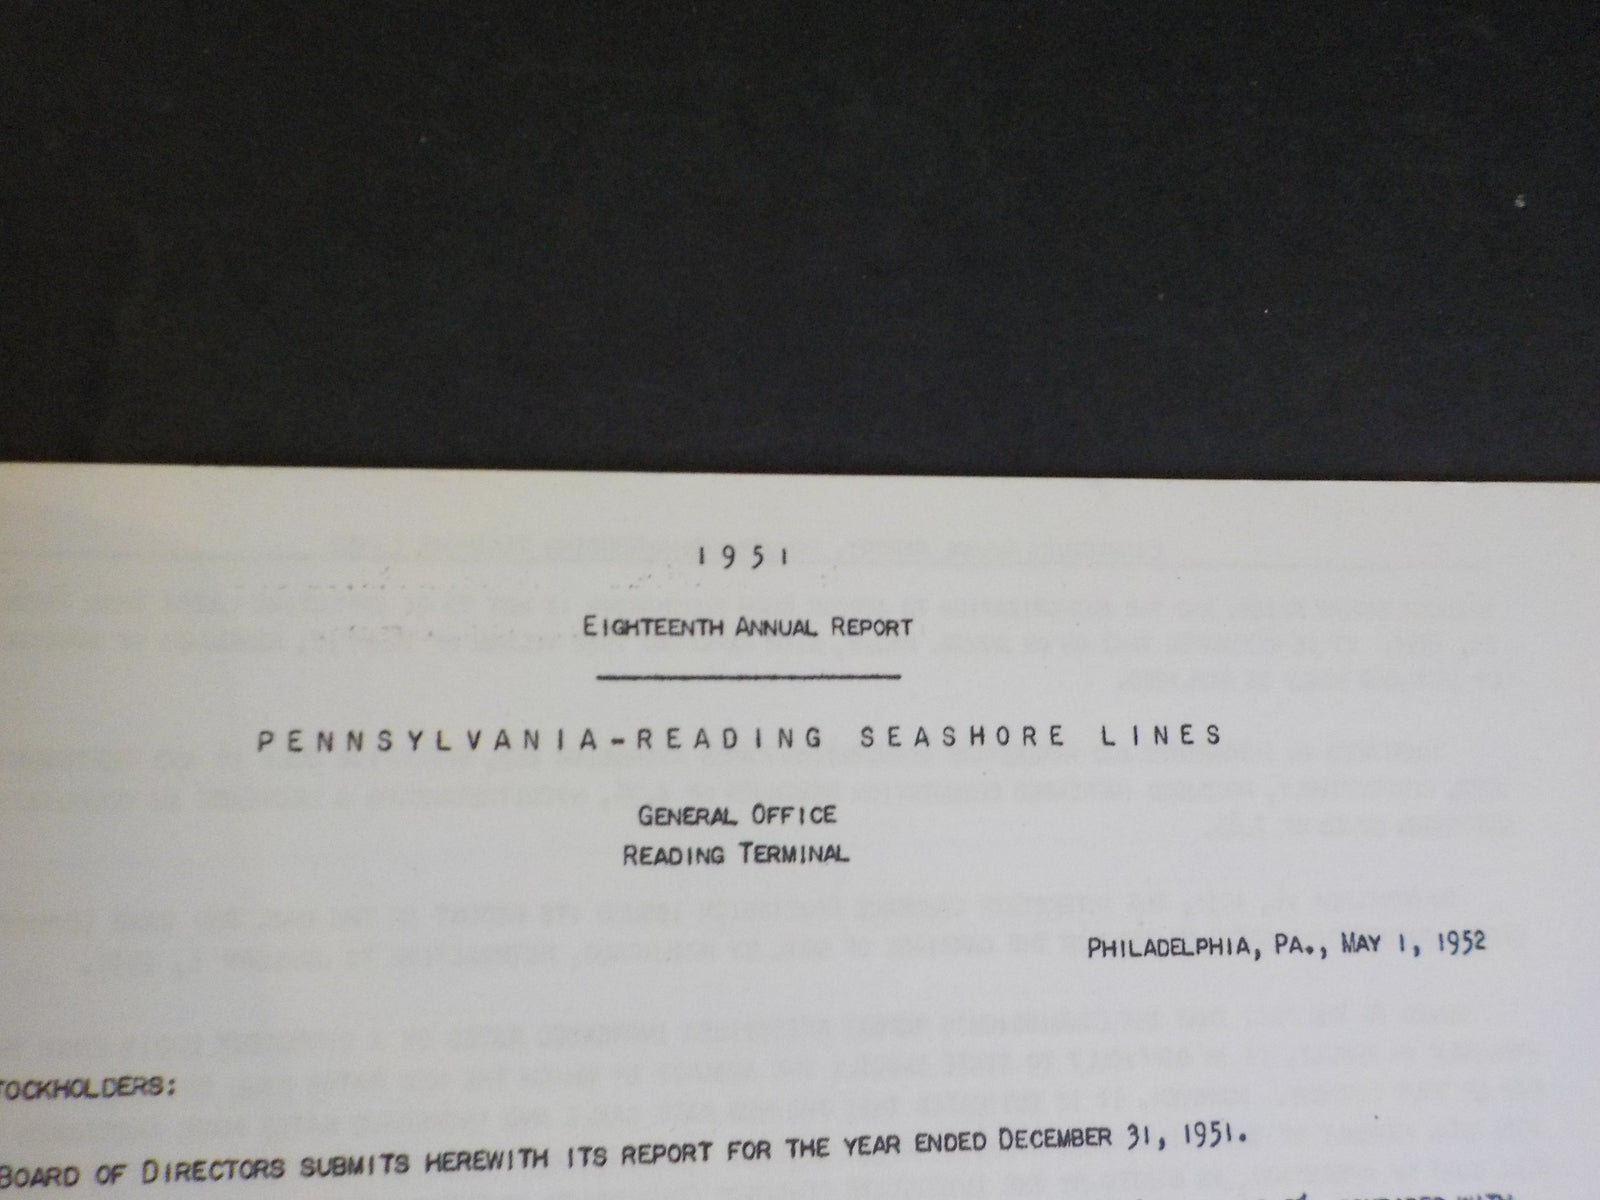 1951
EIGHTEENTH ANNUAL REPORT
PENNSYLVANIA-READING SEASHORE LINES
GENERAL OFFICE
READING TERMINAL
PHILADELPHIA, PA., MAY 1, 1952
TOCKHOLDERS:
BOARD OF DIRECTORS SUBMITS HEREWITH ITS REPORT FOR THE YEAR ENDED DECEMBER 31, 1951.